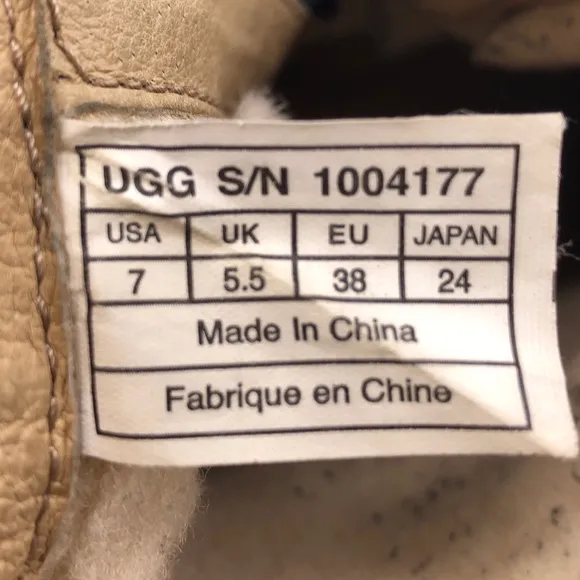 UGG S/N 1004177
USA UK EU JAPAN
7 5.5 38 24
Made In China
Fabrique en Chine